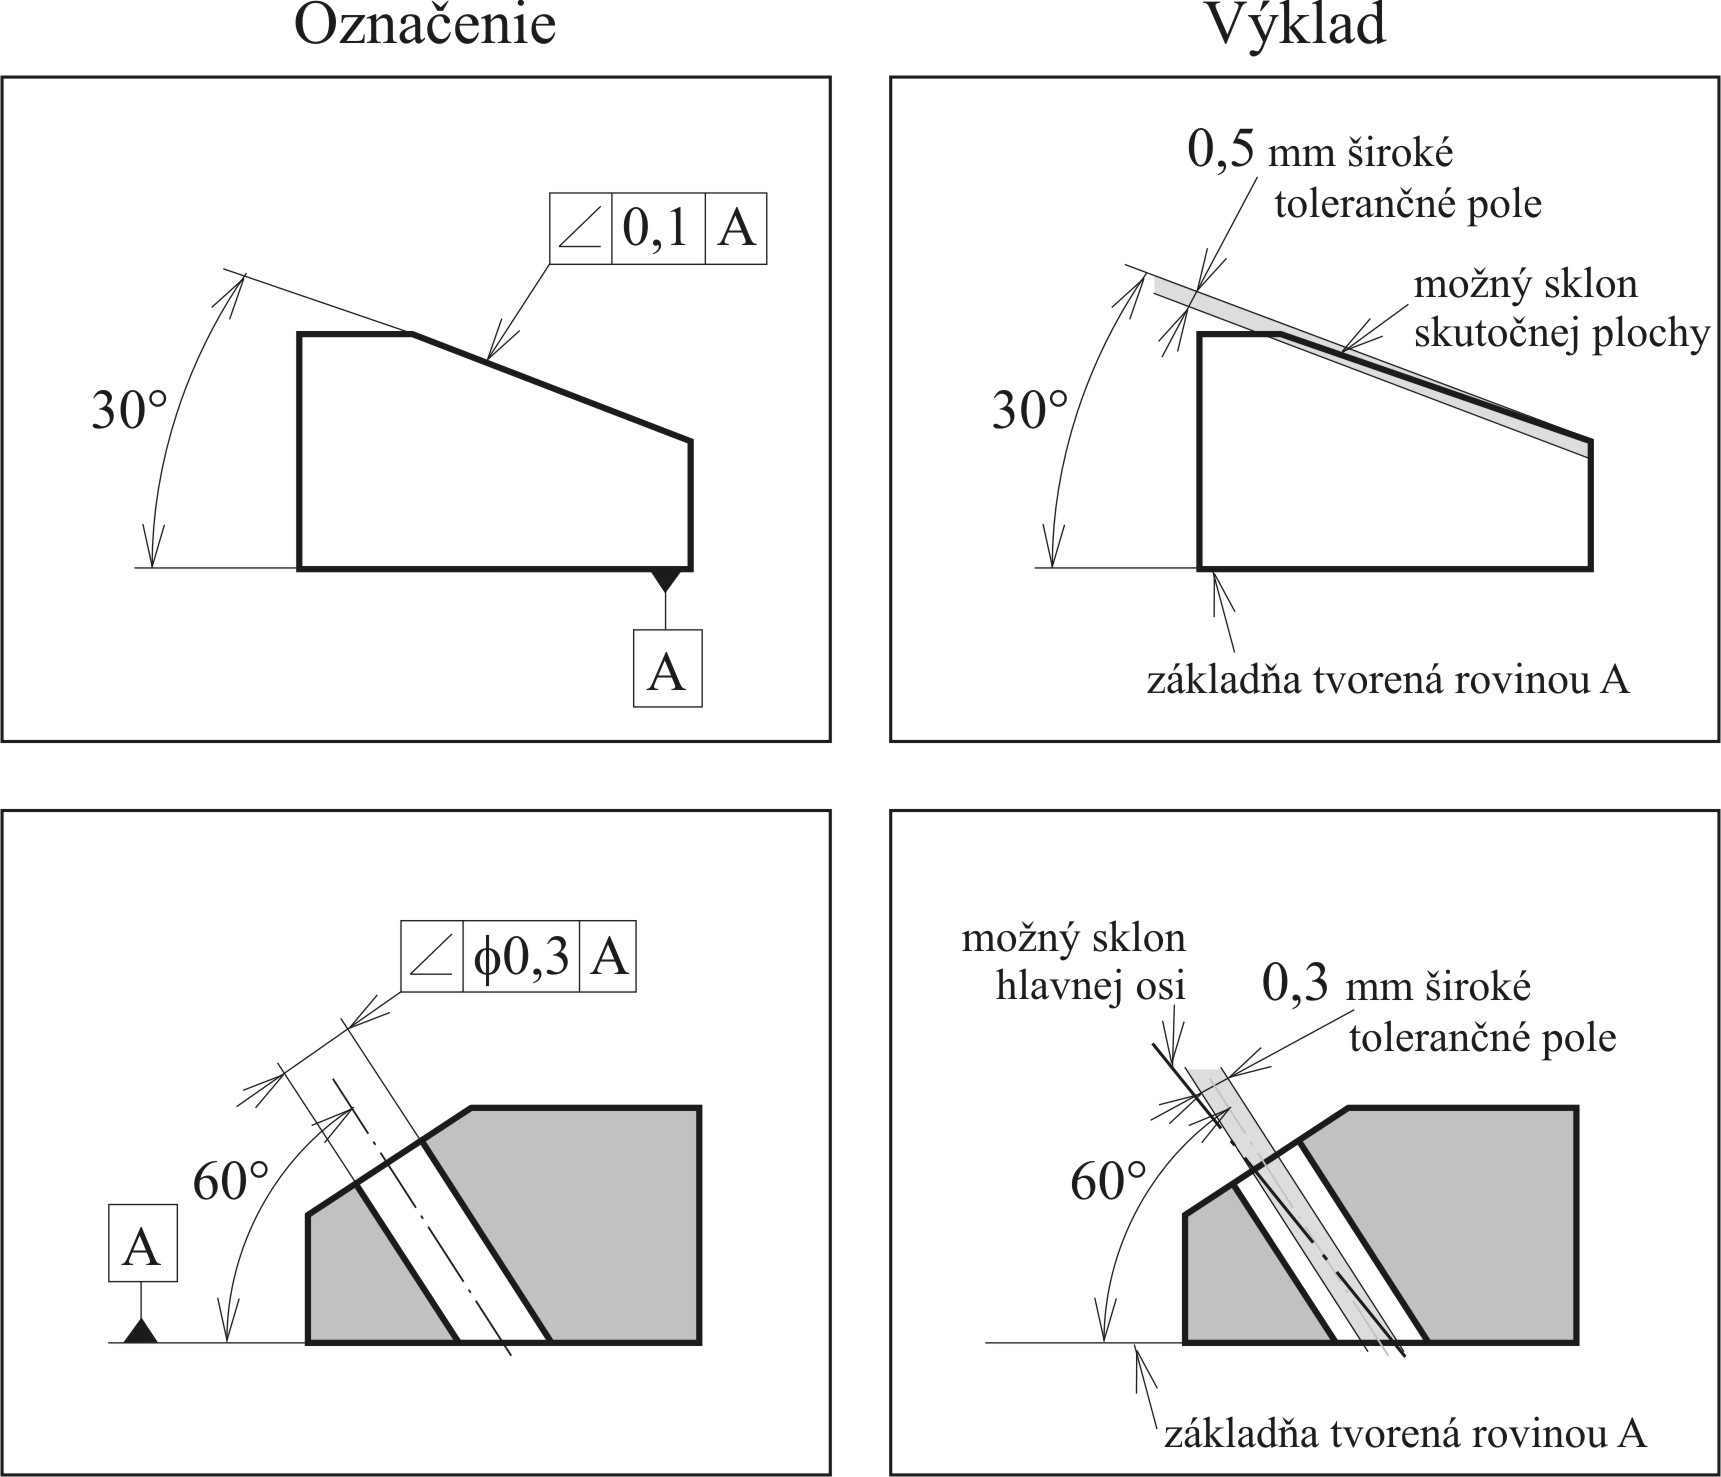 Označenie
Výklad
0,1 A
30°
A
0,5 mm široké
tolerančné pole
možný sklon
skutočnej plochy
30°
základňa tvorená rovinou A
ϕ0,3 A
60°
A
možný sklon
hlavnej osi
0,3 mm široké
tolerančné pole
60°
základňa tvorená rovinou A